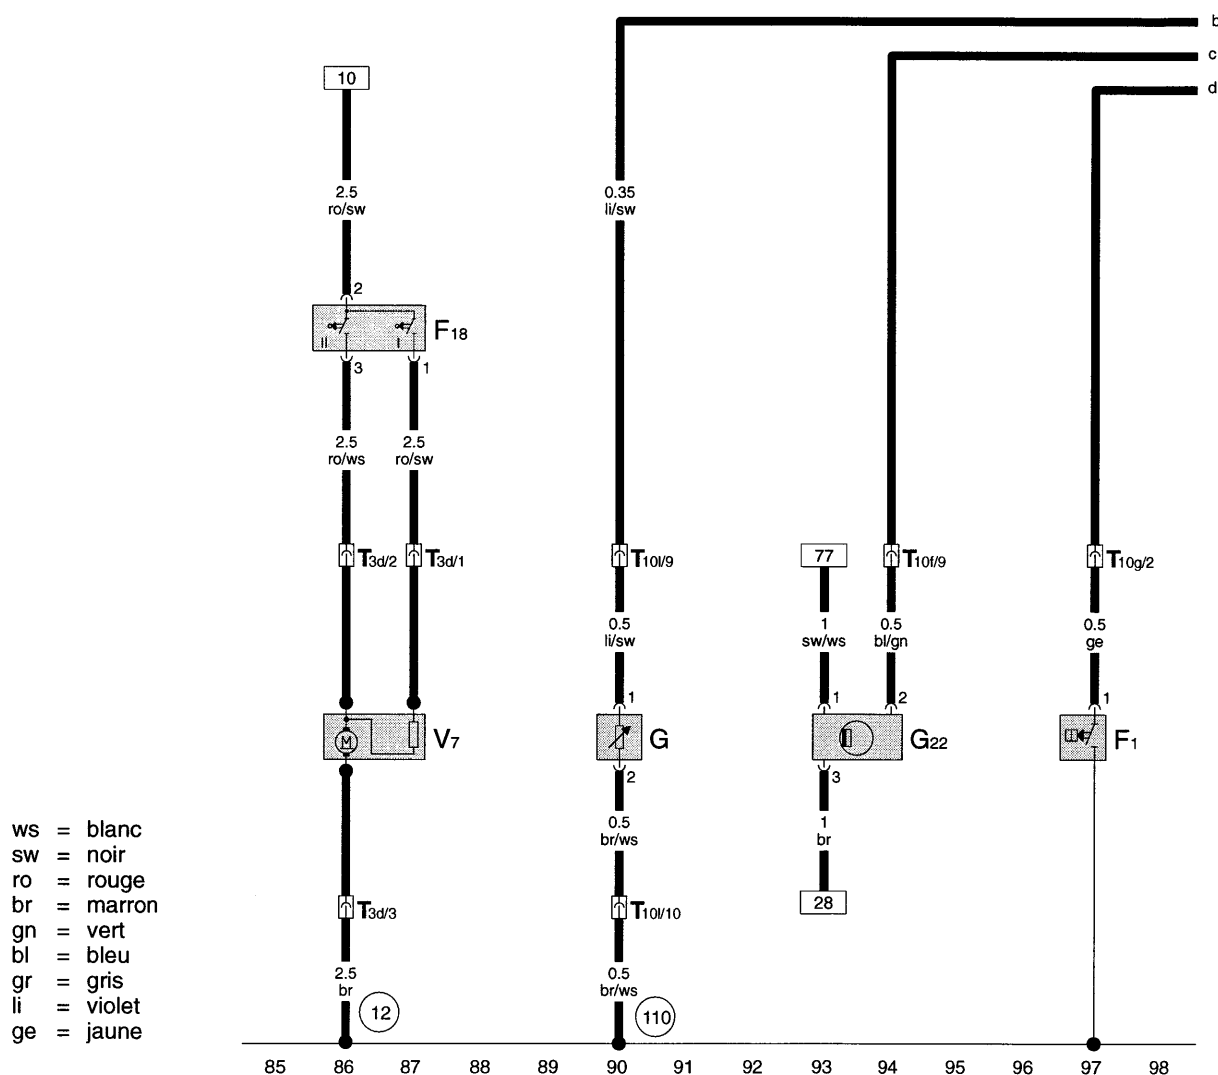 b
c
d
10
2.5
ro/sw
0.35
li/sw
2
II
I
F18
3
1
2.5
ro/ws
2.5
ro/sw
T3d/2
T3d/1
T10l/9
77
T10f/9
T10g/2
0.5
li/sw
1
sw/ws
0.5
bl/gn
0.5
ge
1
1
2
1
M
V7
G
G22
F1
2
3
0.5
br/ws
1
br
ws = blanc
sw = noir
ro = rouge
br = marron
gn = vert
bl = bleu
gr = gris
li = violet
ge = jaune
T3d/3
T10l/10
28
2.5
br
0.5
br/ws
12
110
85 86 87 88 89 90 91 92 93 94 95 96 97 98